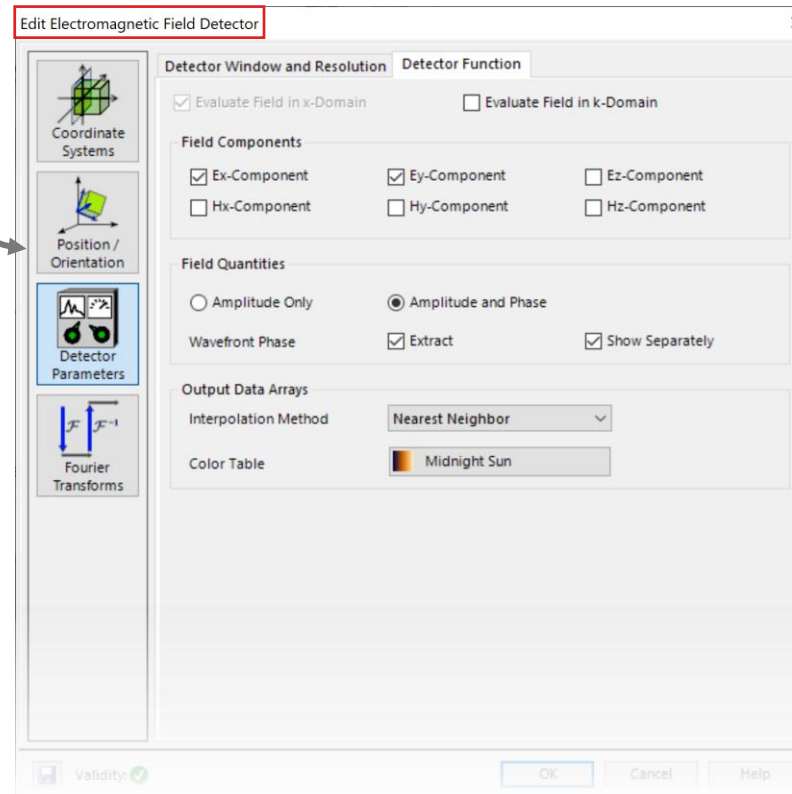 Edit Electromagnetic Field Detector
Detector Window and Resolution Detector Function
Coordinate
Systems
Position /
Orientation
Detector
Parameters
ℱ ℱ⁻¹
Fourier
Transforms
Evaluate Field in x-Domain Evaluate Field in k-Domain
Field Components
Ex-Component Ey-Component Ez-Component
Hx-Component Hy-Component Hz-Component
Field Quantities
Amplitude Only Amplitude and Phase
Wavefront Phase Extract Show Separately
Output Data Arrays
Interpolation Method Nearest Neighbor
Color Table Midnight Sun
Validity: OK Cancel Help